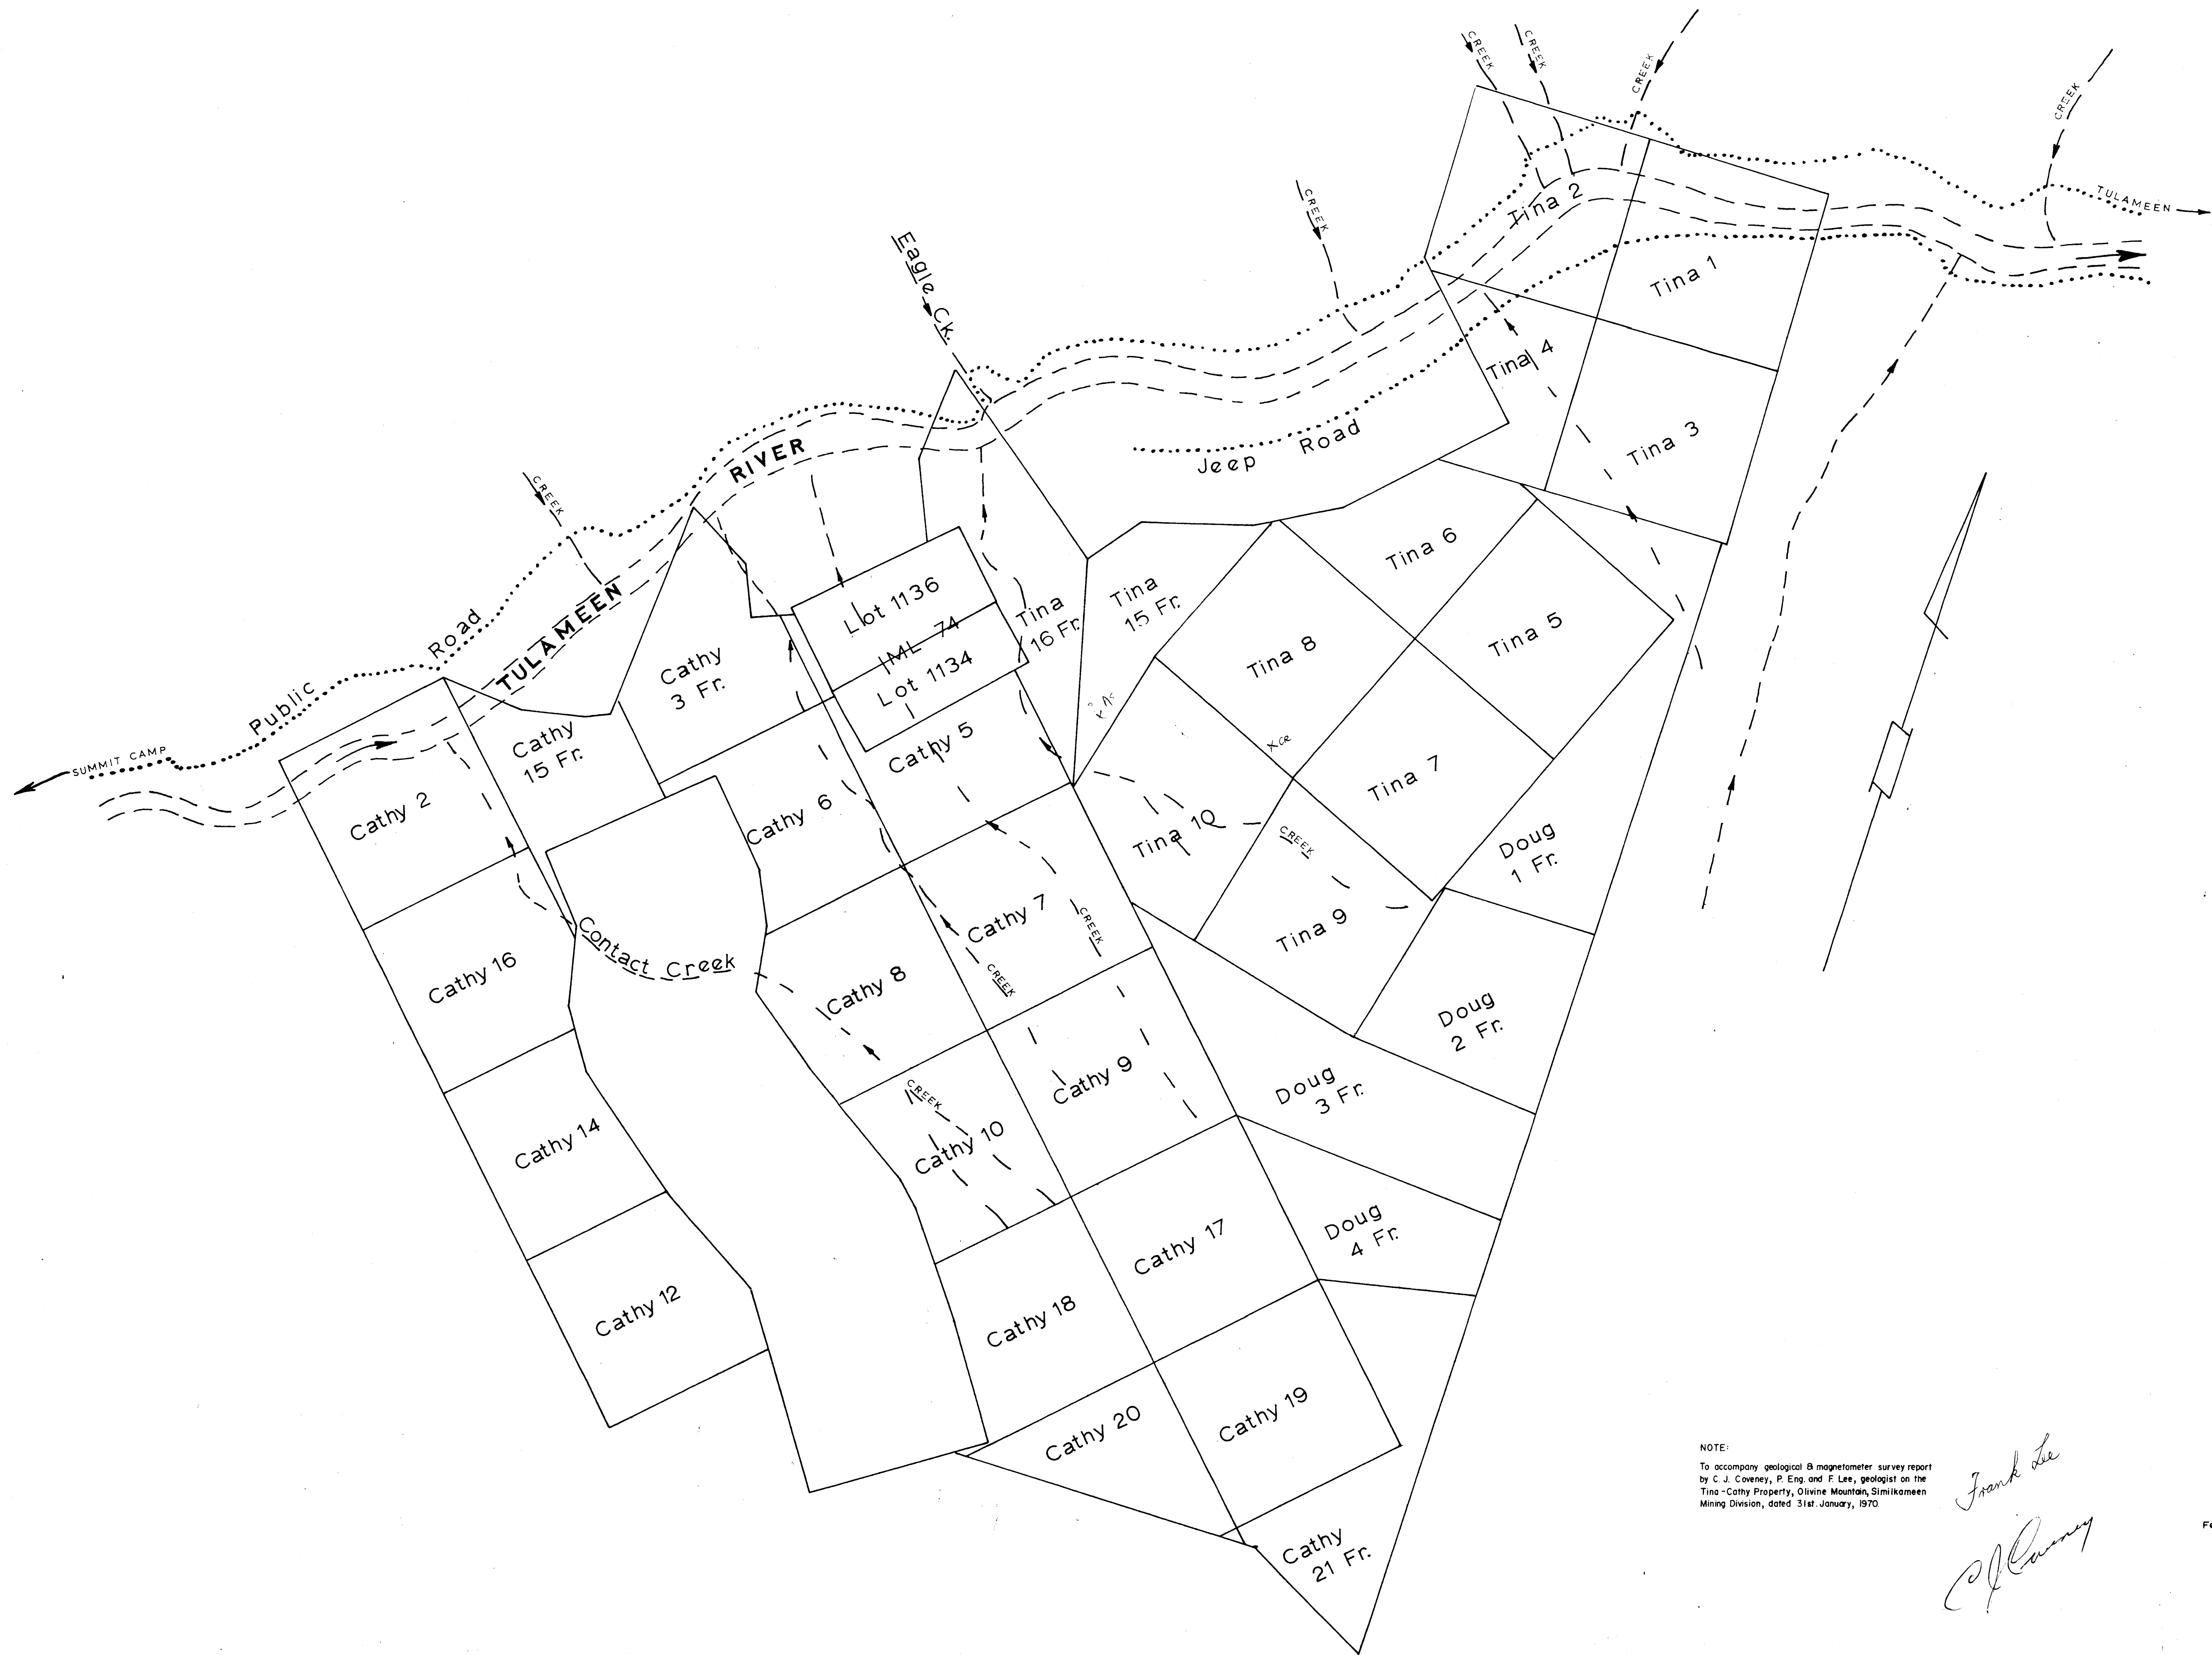 CREEK
CREEK
CREEK
CREEK
CREEK
TULAMEEN
Tina 2
Tina 1
Eagle Ck.
Tina 4
Tina 3
Jeep Road
RIVER
CREEK
TULAMEEN
Public Road
SUMMIT CAMP
Lot 1136
ML 74
Lot 1134
Tina
16 Fr.
Tina
15 Fr.
Tina 6
Tina 5
Tina 8
Tina 7
Cathy
3 Fr.
Cathy
15 Fr.
Cathy 2
Cathy 6
Cathy 5
Tina 10
CREEK
Tina 9
Doug
1 Fr.
Cathy 7
CREEK
CREEK
Contact Creek
Cathy 16
Cathy 8
Doug
2 Fr.
Cathy 9
Doug
3 Fr.
CREEK
Cathy 10
Cathy 14
Cathy 17
Doug
4 Fr.
Cathy 12
Cathy 18
Cathy 19
Cathy 20
Cathy
21 Fr.
NOTE:
To accompany geological & magnetometer survey report
by C. J. Coveney, P. Eng. and F. Lee, geologist on the
Tina - Cathy Property, Olivine Mountain, Similkameen
Mining Division, dated 31st. January, 1970.
Frank Lee
C J Coveney